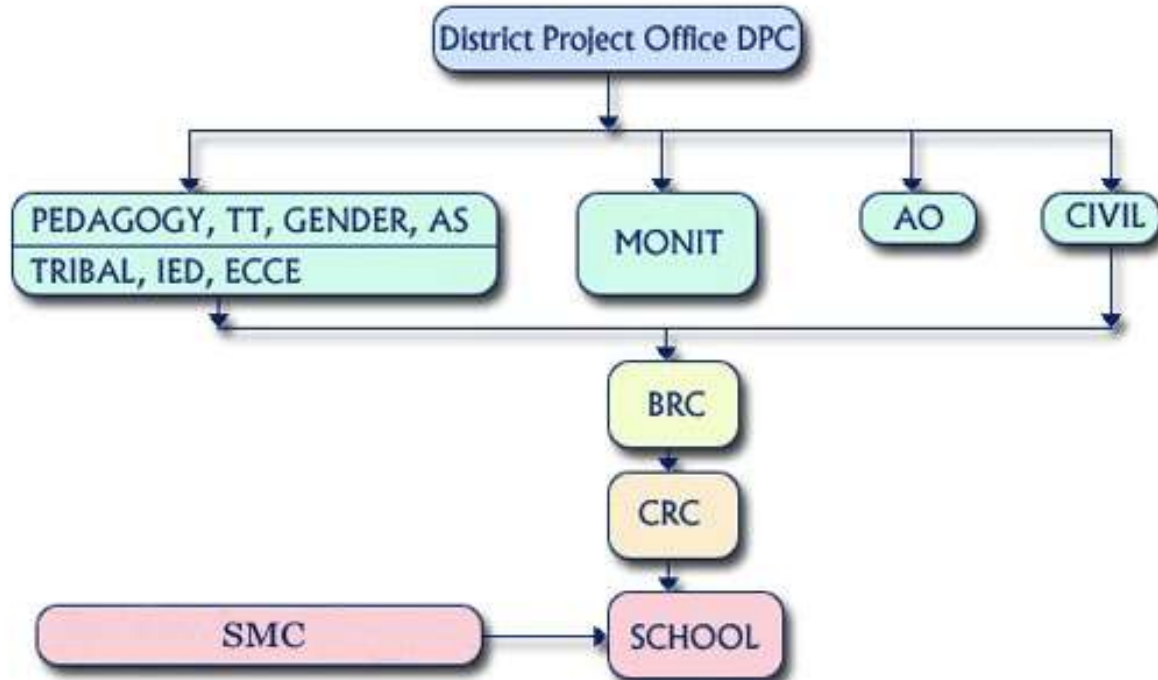 District Project Office DPC
PEDAGOGY, TT, GENDER, AS
TRIBAL, IED, ECCE
MONIT
AO
CIVIL
BRC
CRC
SMC
SCHOOL